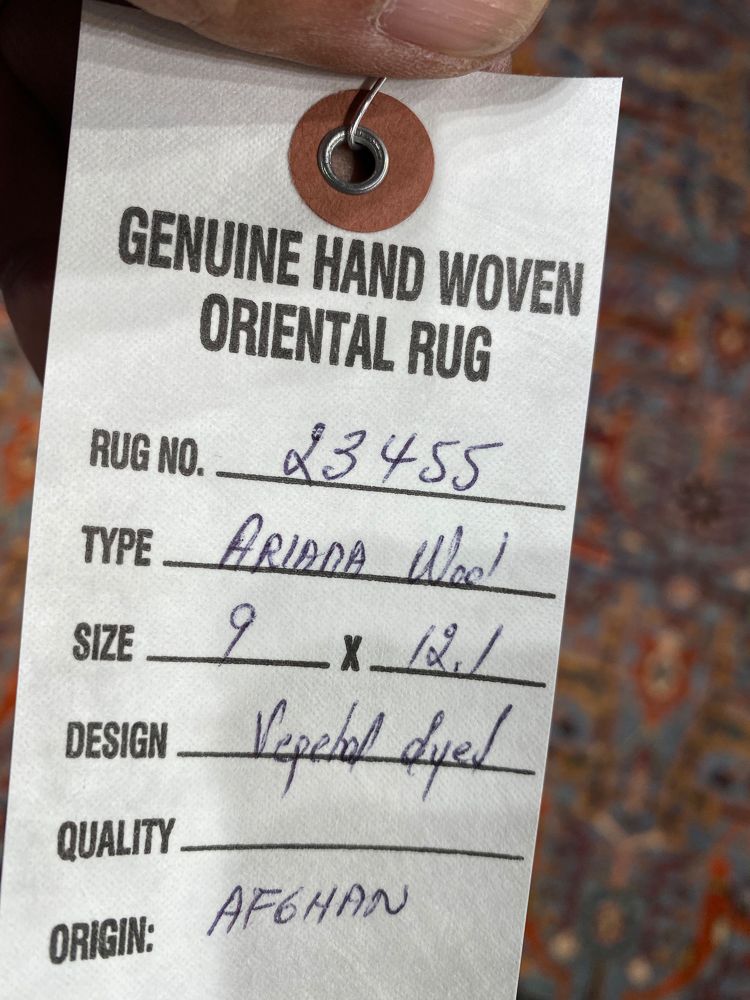 GENUINE HAND WOVEN
ORIENTAL RUG
RUG NO. 23455
TYPE ARIANA Wool
SIZE 9 X 12.1
DESIGN Vegetal dyed
QUALITY
ORIGIN: AFGHAN